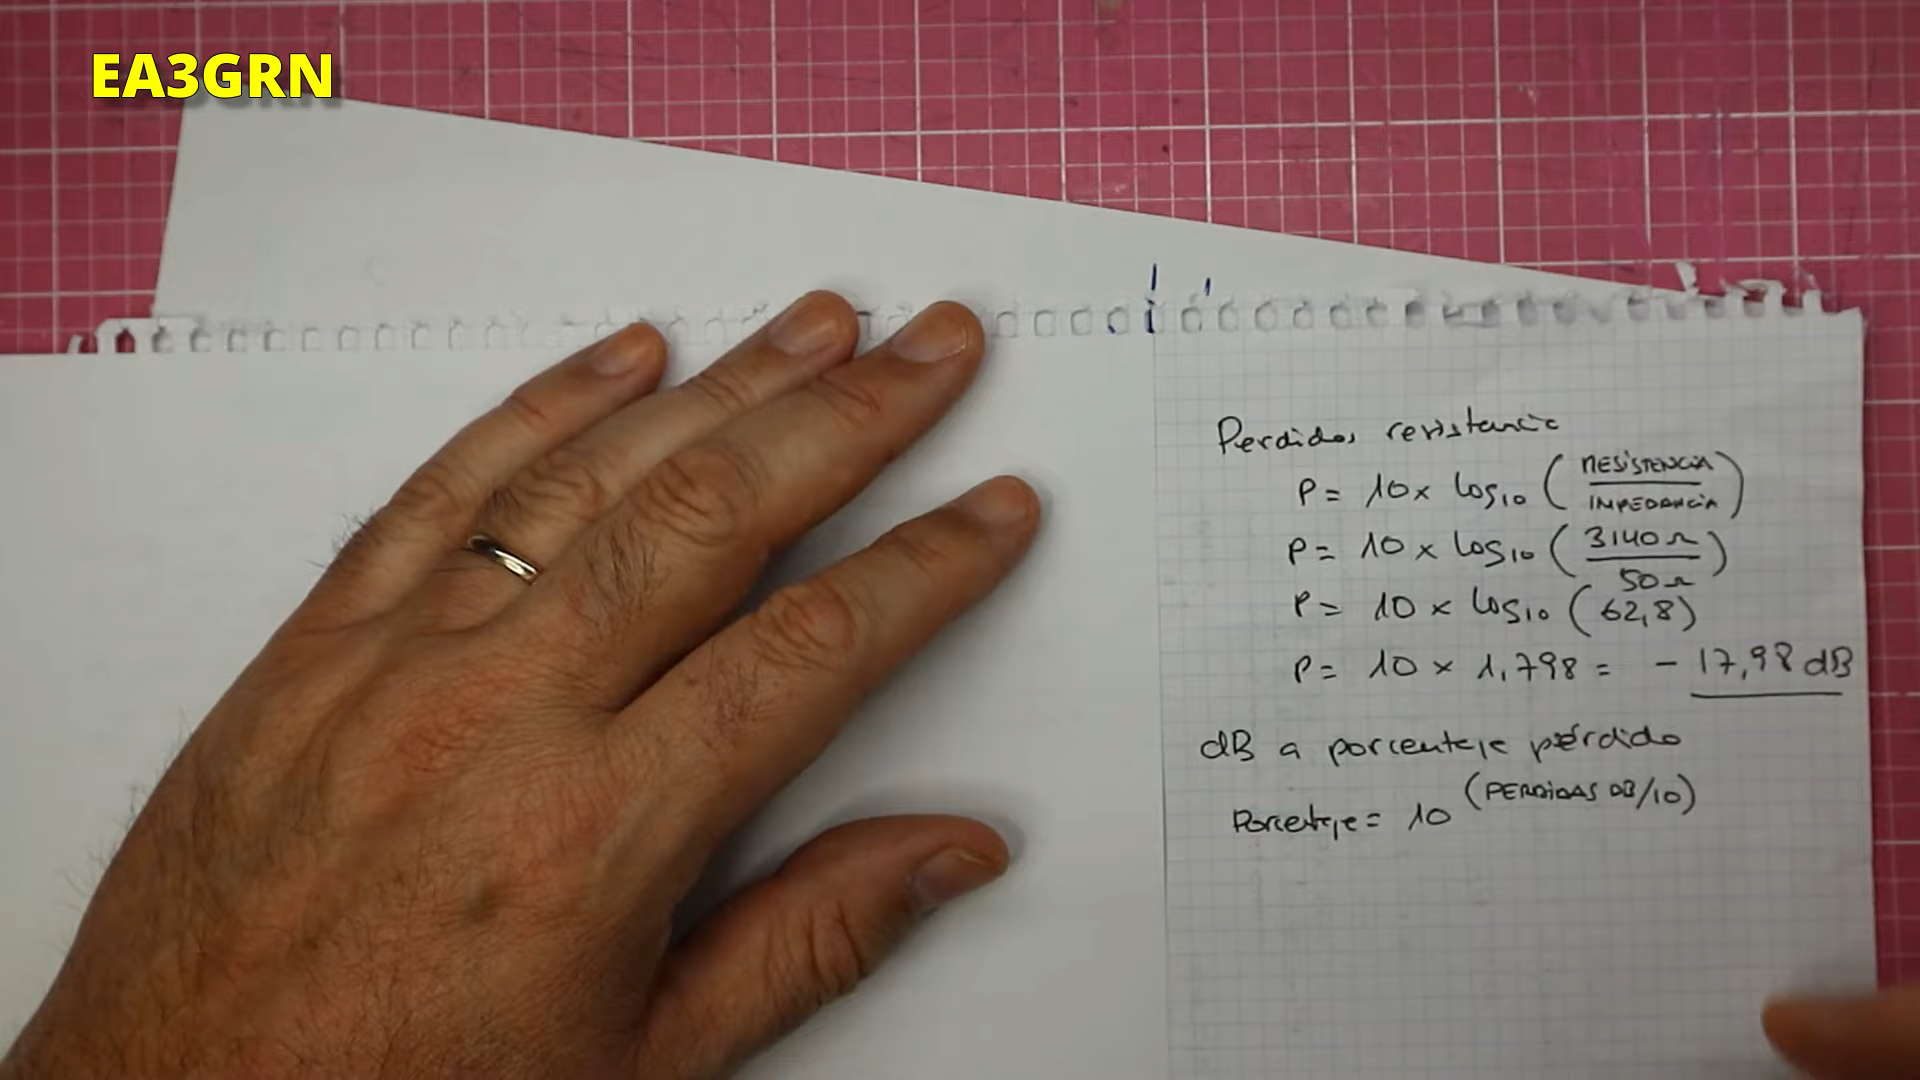 EA3GRN
Perdidas resistencia
P = 10 x log10 (RESISTENCIA / IMPEDANCIA)
P = 10 x log10 (3140 Ω / 50 Ω)
P = 10 x log10 (62,8)
P = 10 x 1,798 = - 17,98 dB
dB a porcentaje pérdido
Porcentaje = 10 (PERDIDAS DB/10)